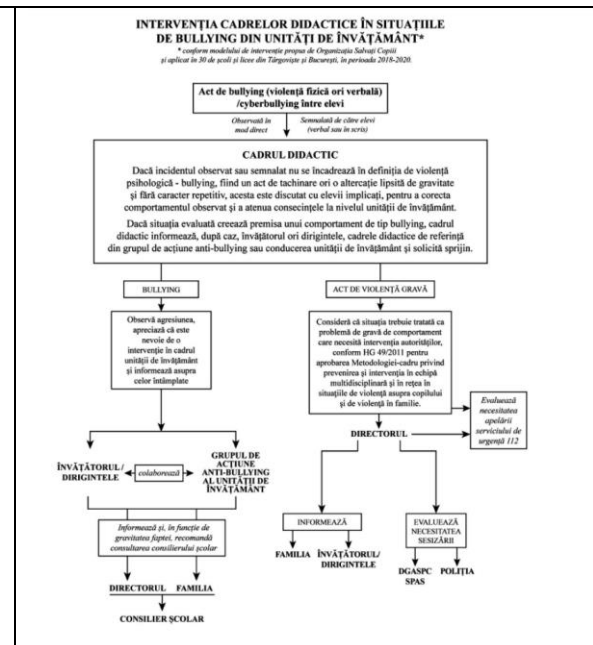 INTERVENȚIA CADRELOR DIDACTICE ÎN SITUAȚIILE
DE BULLYING DIN UNITĂȚI DE ÎNVĂȚĂMÂNT*
* conform modelului de intervenție propus de Organizația Salvați Copiii
și aplicat în 30 de școli și licee din Târgoviște și București, în perioada 2018-2020.
Act de bullying (violență fizică ori verbală)
/cyberbullying între elevi
Observată în
mod direct
Semnalată de către elevi
(verbal sau în scris)
CADRUL DIDACTIC
Dacă incidentul observat sau semnalat nu se încadrează în definiția de violență
psihologică - bullying, fiind un act de tachinare ori o altercație lipsită de gravitate
și fără caracter repetitiv, acesta este discutat cu elevii implicați, pentru a corecta
comportamentul observat și a atenua consecințele la nivelul unității de învățământ.
Dacă situația evaluată creează premisa unui comportament de tip bullying, cadrul
didactic informează, după caz, învățătorul ori dirigintele, cadrele didactice de referință
din grupul de acțiune anti-bullying sau conducerea unității de învățământ și solicită sprijin.
BULLYING
Observă agresiunea,
apreciază că este
nevoie de o
intervenție în cadrul
unității de învățământ
și informează asupra
celor întâmplate
ÎNVĂȚĂTORUL/
DIRIGINTELE
colaborează
GRUPUL DE
ACȚIUNE
ANTI-BULLYING
AL UNITĂȚII DE
ÎNVĂȚĂMÂNT
Informează și, în funcție de
gravitatea faptei, recomandă
consultarea consilierului școlar
DIRECTORUL
FAMILIA
CONSILIER ȘCOLAR
ACT DE VIOLENȚĂ GRAVĂ
Consideră că situația trebuie tratată ca
problemă de gravă de comportament
care necesită intervenția autorităților,
conform HG 49/2011 pentru
aprobarea Metodologiei-cadru privind
prevenirea și intervenția în echipă
multidisciplinară și în rețea în
situațiile de violență asupra copilului
și de violență în familie.
DIRECTORUL
Evaluează
necesitatea
apelării
serviciului de
urgență 112
INFORMEAZĂ
FAMILIA
ÎNVĂȚĂTORUL/
DIRIGINTELE
EVALUEAZĂ
NECESITATEA
SESIZĂRII
DGASPC
SPAS
POLIȚIA